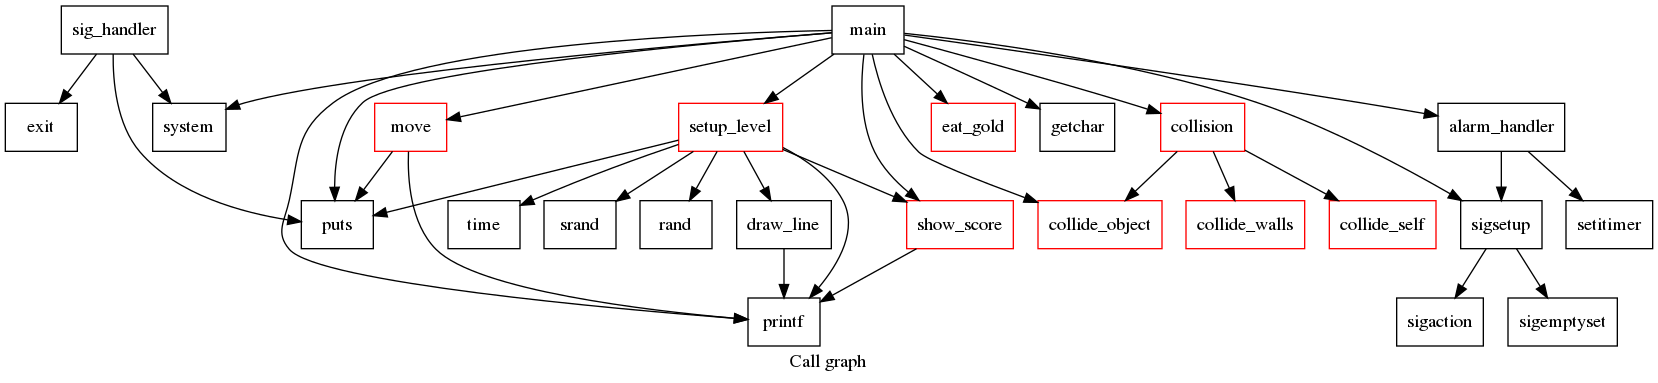 sig_handler
main
exit
system
move
setup_level
eat_gold
getchar
collision
alarm_handler
puts
time
srand
rand
draw_line
show_score
collide_object
collide_walls
collide_self
sigsetup
setitimer
printf
sigaction
sigemptyset
Call graph